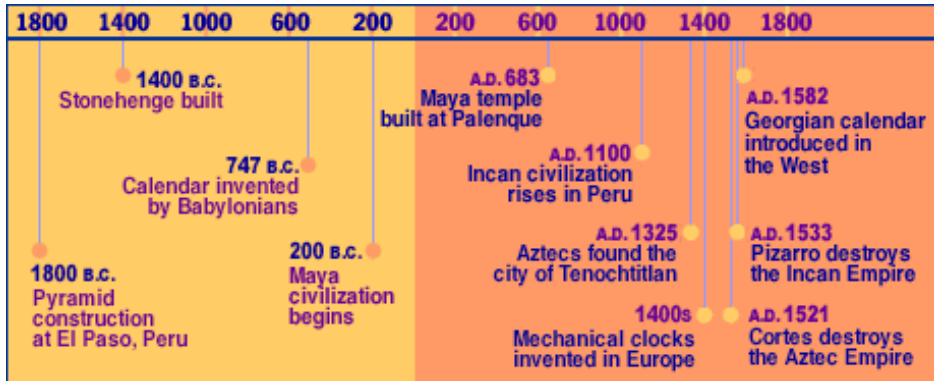 1800 1400 1000 600 200 200 600 1000 1400 1800
1400 B.C.
Stonehenge built
747 B.C.
Calendar invented
by Babylonians
1800 B.C.
Pyramid
construction
at El Paso, Peru
200 B.C.
Maya
civilization
begins
A.D. 683
Maya temple
built at Palenque
A.D. 1100
Incan civilization
rises in Peru
A.D. 1325
Aztecs found the
city of Tenochtitlan
1400s
Mechanical clocks
invented in Europe
A.D. 1582
Georgian calendar
introduced in
the West
A.D. 1533
Pizarro destroys
the Incan Empire
A.D. 1521
Cortes destroys
the Aztec Empire